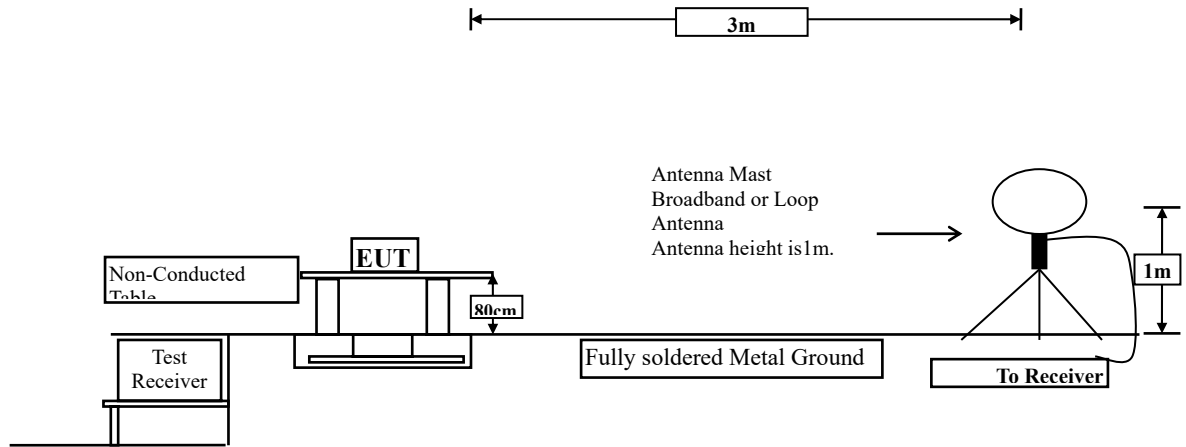 3m
Antenna Mast
Broadband or Loop
Antenna
Antenna height is1m.
EUT
Non-Conducted
Table
80cm
1m
Test
Receiver
Fully soldered Metal Ground
To Receiver